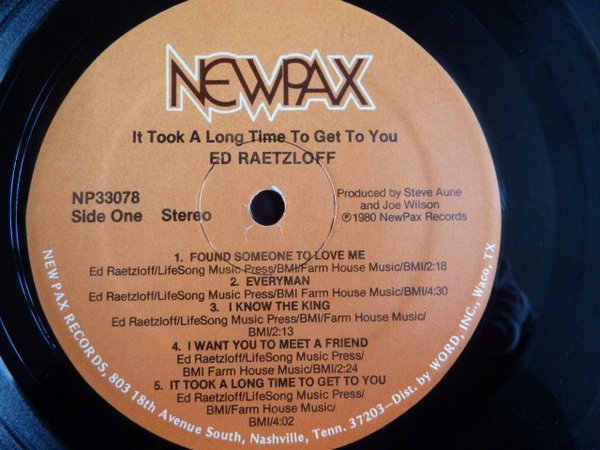 NEWPAX
It Took A Long Time To Get To You
ED RAETZLOFF
NP33078
Side One Stereo
Produced by Steve Aune
and Joe Wilson
℗1980 NewPax Records
1. FOUND SOMEONE TO LOVE ME
Ed Raetzloff/LifeSong Music Press/BMI/Farm House Music/BMI/2:18
2. EVERYMAN
Ed Raetzloff/LifeSong Music Press/BMI Farm House Music/BMI/4:30
3. I KNOW THE KING
Ed Raetzloff/LifeSong Music Press/BMI/Farm House Music/
BMI/2:13
4. I WANT YOU TO MEET A FRIEND
Ed Raetzloff/LifeSong Music Press/
BMI Farm House Music/BMI/2:24
5. IT TOOK A LONG TIME TO GET TO YOU
Ed Raetzloff/LifeSong Music Press/
BMI/Farm House Music/
BMI/4:02
NEW PAX RECORDS, 803 18th Avenue South, Nashville, Tenn. 37203—Dist. by WORD, INC., Waco, TX